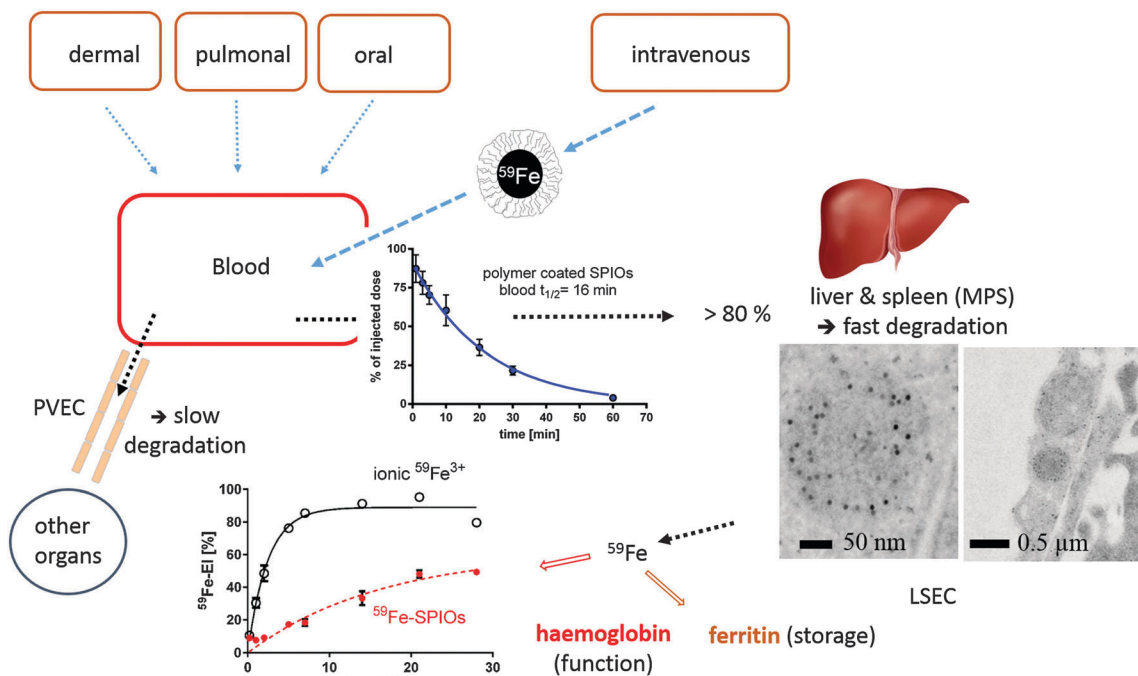 dermal
pulmonal
oral
intravenous
⁵⁹Fe
Blood
100
75
50
25
0
% of injected dose
0 10 20 30 40 50 60 70
time [min]
polymer coated SPIOs
blood t₁/₂= 16 min
> 80 %
liver & spleen (MPS)
➔ fast degradation
PVEC
➔ slow
degradation
other
organs
50 nm
0.5 µm
LSEC
ionic ⁵⁹Fe³⁺
100
80
60
40
20
0
⁵⁹Fe-EI [%]
0 10 20 30
⁵⁹Fe-SPIOs
⁵⁹Fe
haemoglobin
(function)
ferritin (storage)